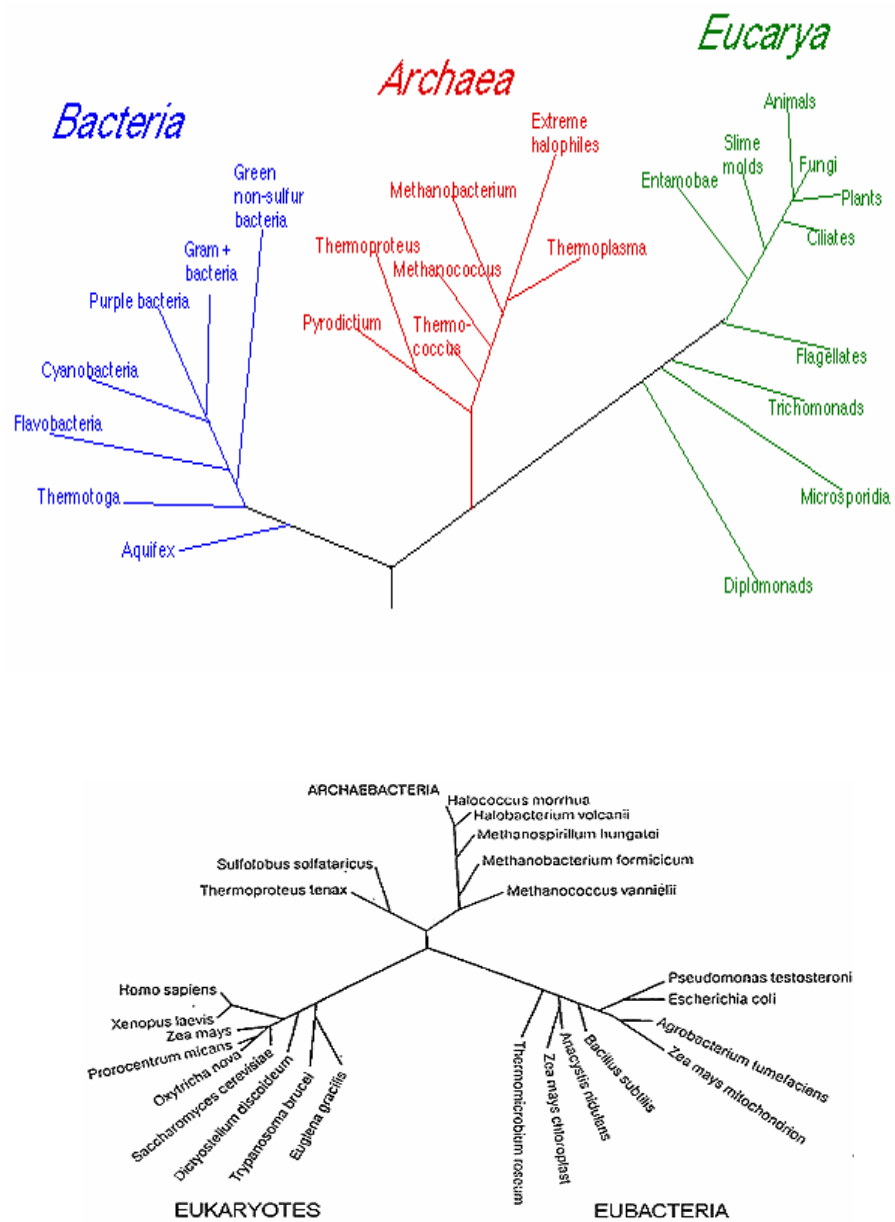 Eucarya
Archaea
Bacteria
Animals
Extreme
halophiles
Slime
molds
Fungi
Green
non-sulfur
bacteria
Entamobae
Methanobacterium
Plants
Ciliates
Gram +
bacteria
Thermoproteus
Methanococcus
Thermoplasma
Purple bacteria
Pyrodictium
Thermo-
coccus
Flagellates
Cyanobacteria
Trichomonads
Flavobacteria
Thermotoga
Microsporidia
Aquifex
Diplomonads
ARCHAEBACTERIA
Halococcus morrhua
Halobacterium volcanii
Methanospirillum hungatei
Sulfolobus solfataricus
Methanobacterium formicicum
Thermoproteus tenax
Methanococcus vannielii
Homo sapiens
Xenopus laevis
Zea mays
Prorocentrum micans
Oxytricha nova
Saccharomyces cerevisiae
Dictyostelium discoideum
Trypanosoma brucei
Euglena gracilis
Pseudomonas testosteroni
Escherichia coli
Agrobacterium tumefaciens
Zea mays mitochondrion
Bacillus subtilis
Anacystis nidulans
Zea mays chloroplast
Thermomicrobium roseum
EUKARYOTES
EUBACTERIA